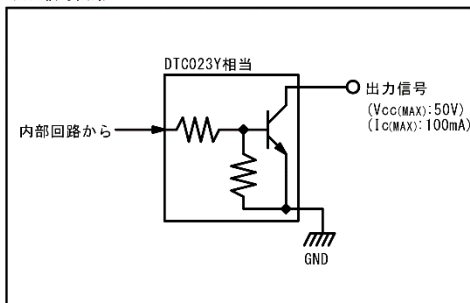 DTC023Y相当
内部回路から
出力信号
(VCC(MAX):50V)
(IC(MAX):100mA)
GND